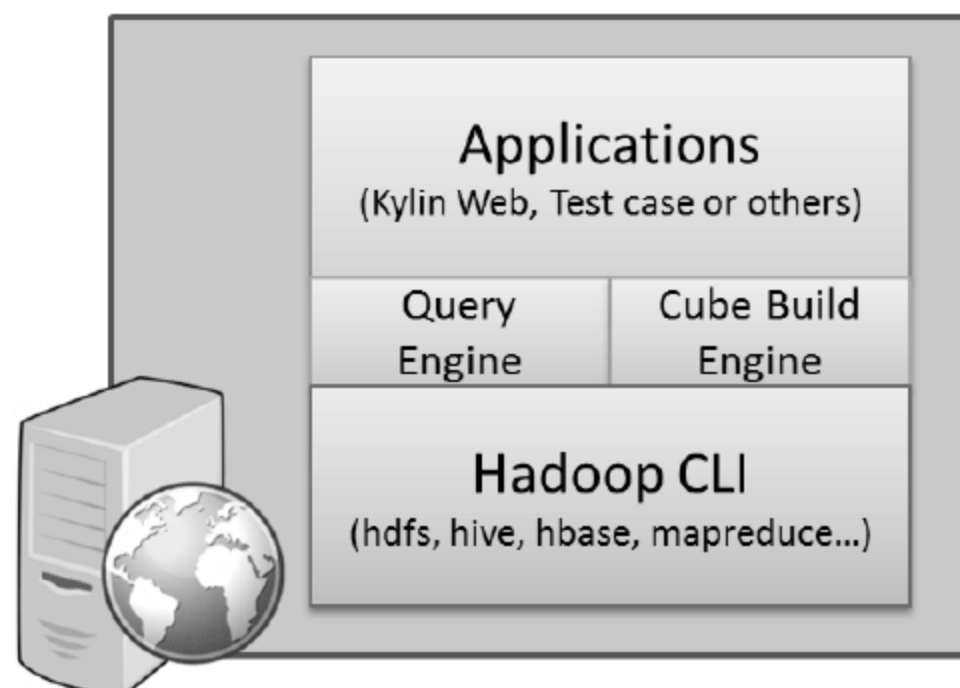 Applications
(Kylin Web, Test case or others)
Query
Engine
Cube Build
Engine
Hadoop CLI
(hdfs, hive, hbase, mapreduce...)